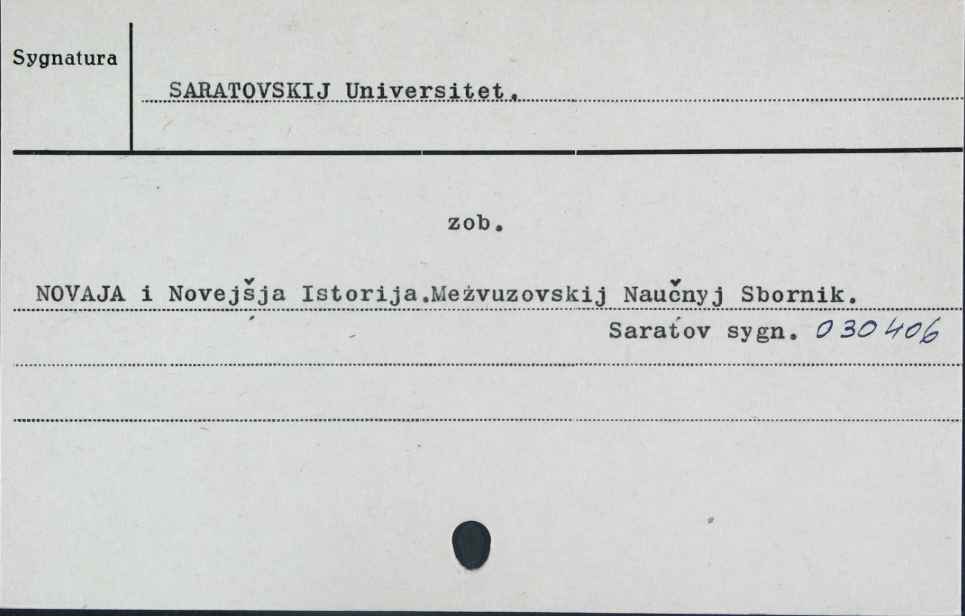 Sygnatura
SARATOVSKIJ Universitet.
zob.
NOVAJA i Novejšja Istorija.Meżvuzovskij Naučnyj Sbornik.
Saratov sygn. 030406